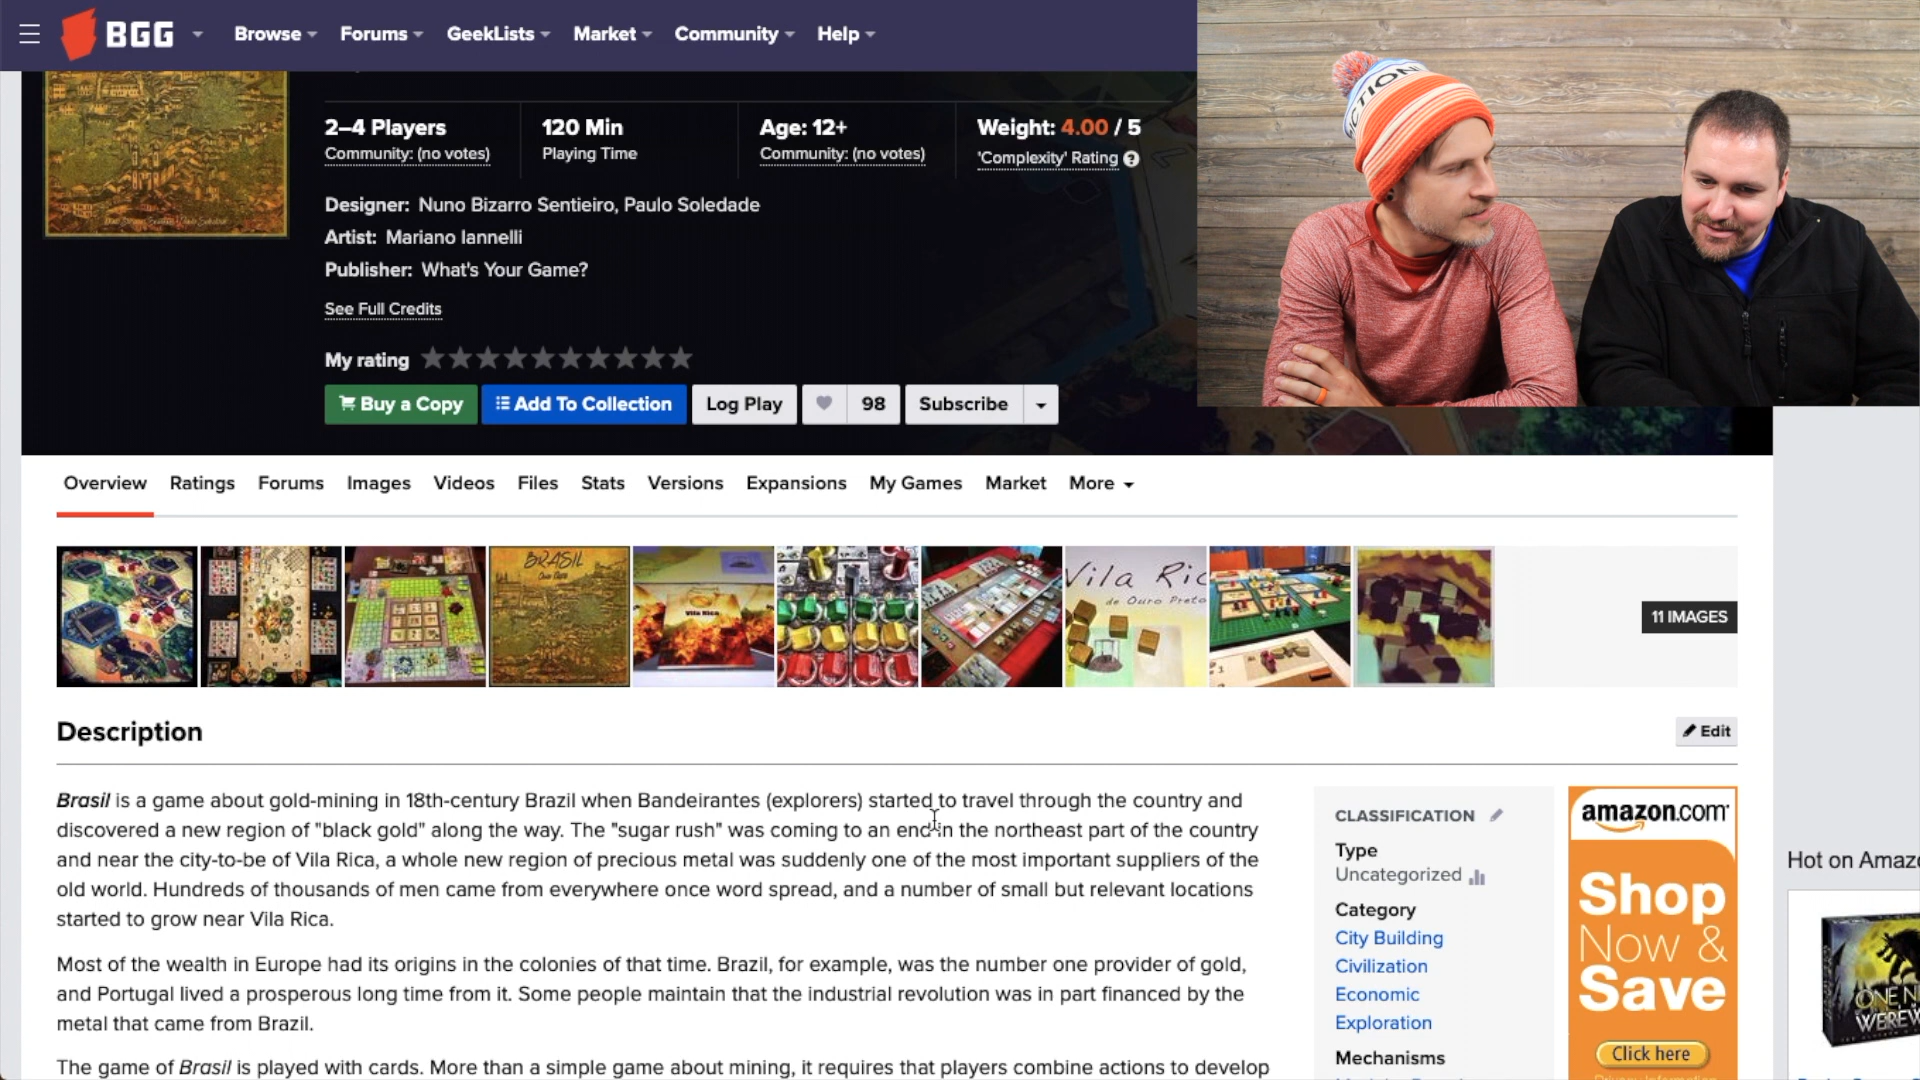 BGG
Browse Forums GeekLists Market Community Help
CTION!
2–4 Players
Community: (no votes)
120 Min
Playing Time
Age: 12+
Community: (no votes)
Weight: 4.00 / 5
'Complexity' Rating ?
Designer: Nuno Bizarro Sentieiro, Paulo Soledade
Artist: Mariano Iannelli
Publisher: What's Your Game?
See Full Credits
My rating
Buy a Copy
Add To Collection
Log Play
98
Subscribe
Overview Ratings Forums Images Videos Files Stats Versions Expansions My Games Market More
BRASIL
Vila Rica
Vila Ric
de Ouro Preto
11 IMAGES
Description
Edit
Brasil is a game about gold-mining in 18th-century Brazil when Bandeirantes (explorers) started to travel through the country and
discovered a new region of "black gold" along the way. The "sugar rush" was coming to an end in the northeast part of the country
and near the city-to-be of Vila Rica, a whole new region of precious metal was suddenly one of the most important suppliers of the
old world. Hundreds of thousands of men came from everywhere once word spread, and a number of small but relevant locations
started to grow near Vila Rica.
Most of the wealth in Europe had its origins in the colonies of that time. Brazil, for example, was the number one provider of gold,
and Portugal lived a prosperous long time from it. Some people maintain that the industrial revolution was in part financed by the
metal that came from Brazil.
The game of Brasil is played with cards. More than a simple game about mining, it requires that players combine actions to develop
CLASSIFICATION
Type
Uncategorized
Category
City Building
Civilization
Economic
Exploration
Mechanisms
amazon.com
Shop
Now &
Save
Click here
Privacy Information
Hot on Amazo
ONE N
WEREW